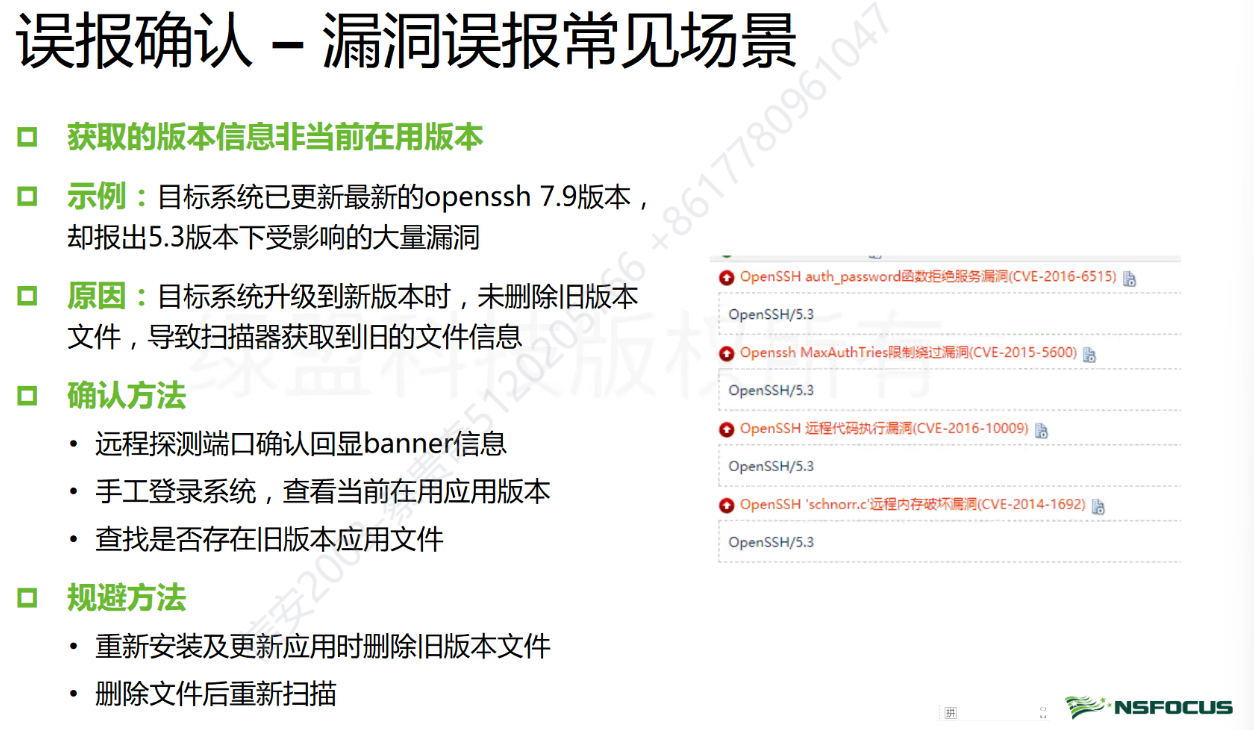 误报确认 – 漏洞误报常见场景
获取的版本信息非当前在用版本
示例：目标系统已更新最新的openssh 7.9版本，
却报出5.3版本下受影响的大量漏洞
原因：目标系统升级到新版本时，未删除旧版本
文件，导致扫描器获取到旧的文件信息
确认方法
• 远程探测端口确认回显banner信息
• 手工登录系统，查看当前在用应用版本
• 查找是否存在旧版本应用文件
规避方法
• 重新安装及更新应用时删除旧版本文件
• 删除文件后重新扫描
OpenSSH auth_password函数拒绝服务漏洞(CVE-2016-6515)
OpenSSH/5.3
Openssh MaxAuthTries限制绕过漏洞(CVE-2015-5600)
OpenSSH/5.3
OpenSSH 远程代码执行漏洞(CVE-2016-10009)
OpenSSH/5.3
OpenSSH 'schnorr.c'远程内存破坏漏洞(CVE-2014-1692)
OpenSSH/5.3
绿盟科技版权所有
+8617780961047
拼
NSFOCUS